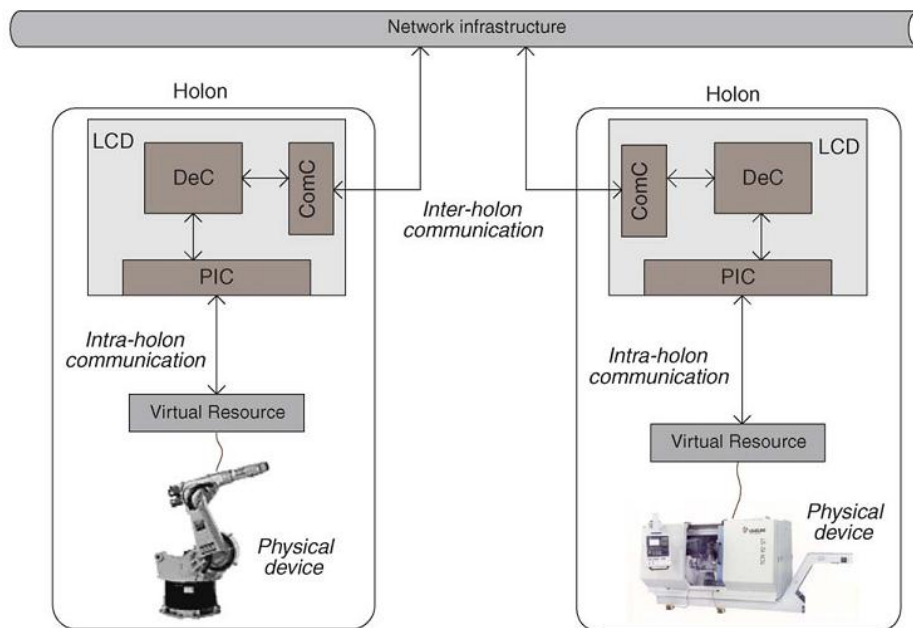 Network infrastructure
Holon
LCD
DeC
ComC
PIC
Intra-holon
communication
Virtual Resource
Physical
device
Inter-holon
communication
Holon
LCD
ComC
DeC
PIC
Intra-holon
communication
Virtual Resource
Physical
device